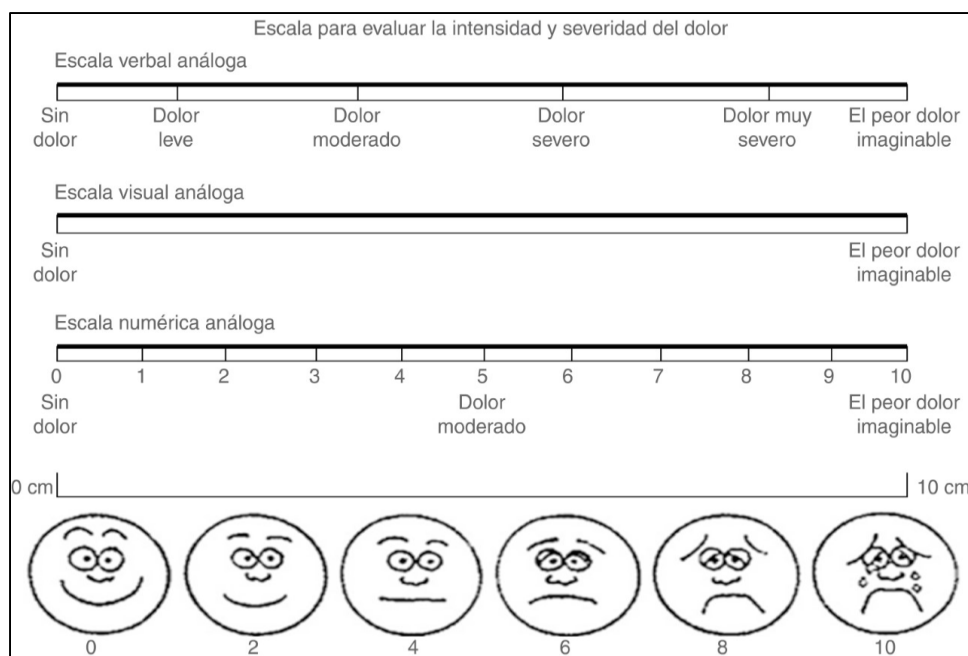 Escala para evaluar la intensidad y severidad del dolor
Escala verbal análoga
Sin dolor
Dolor leve
Dolor moderado
Dolor severo
Dolor muy severo
El peor dolor imaginable
Escala visual análoga
Sin dolor
El peor dolor imaginable
Escala numérica análoga
0 1 2 3 4 5 6 7 8 9 10
Sin dolor
Dolor moderado
El peor dolor imaginable
0 cm 10 cm
0 2 4 6 8 10